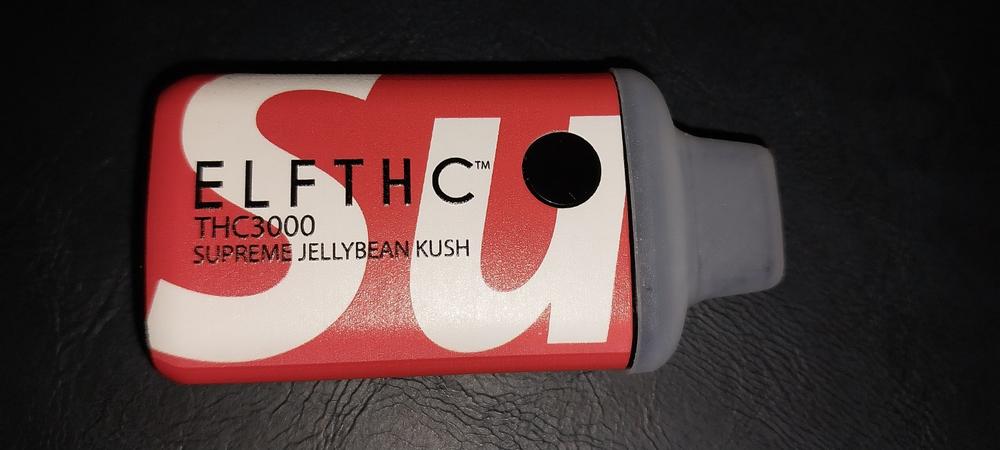 Su
ELFTHC™
THC3000
SUPREME JELLYBEAN KUSH